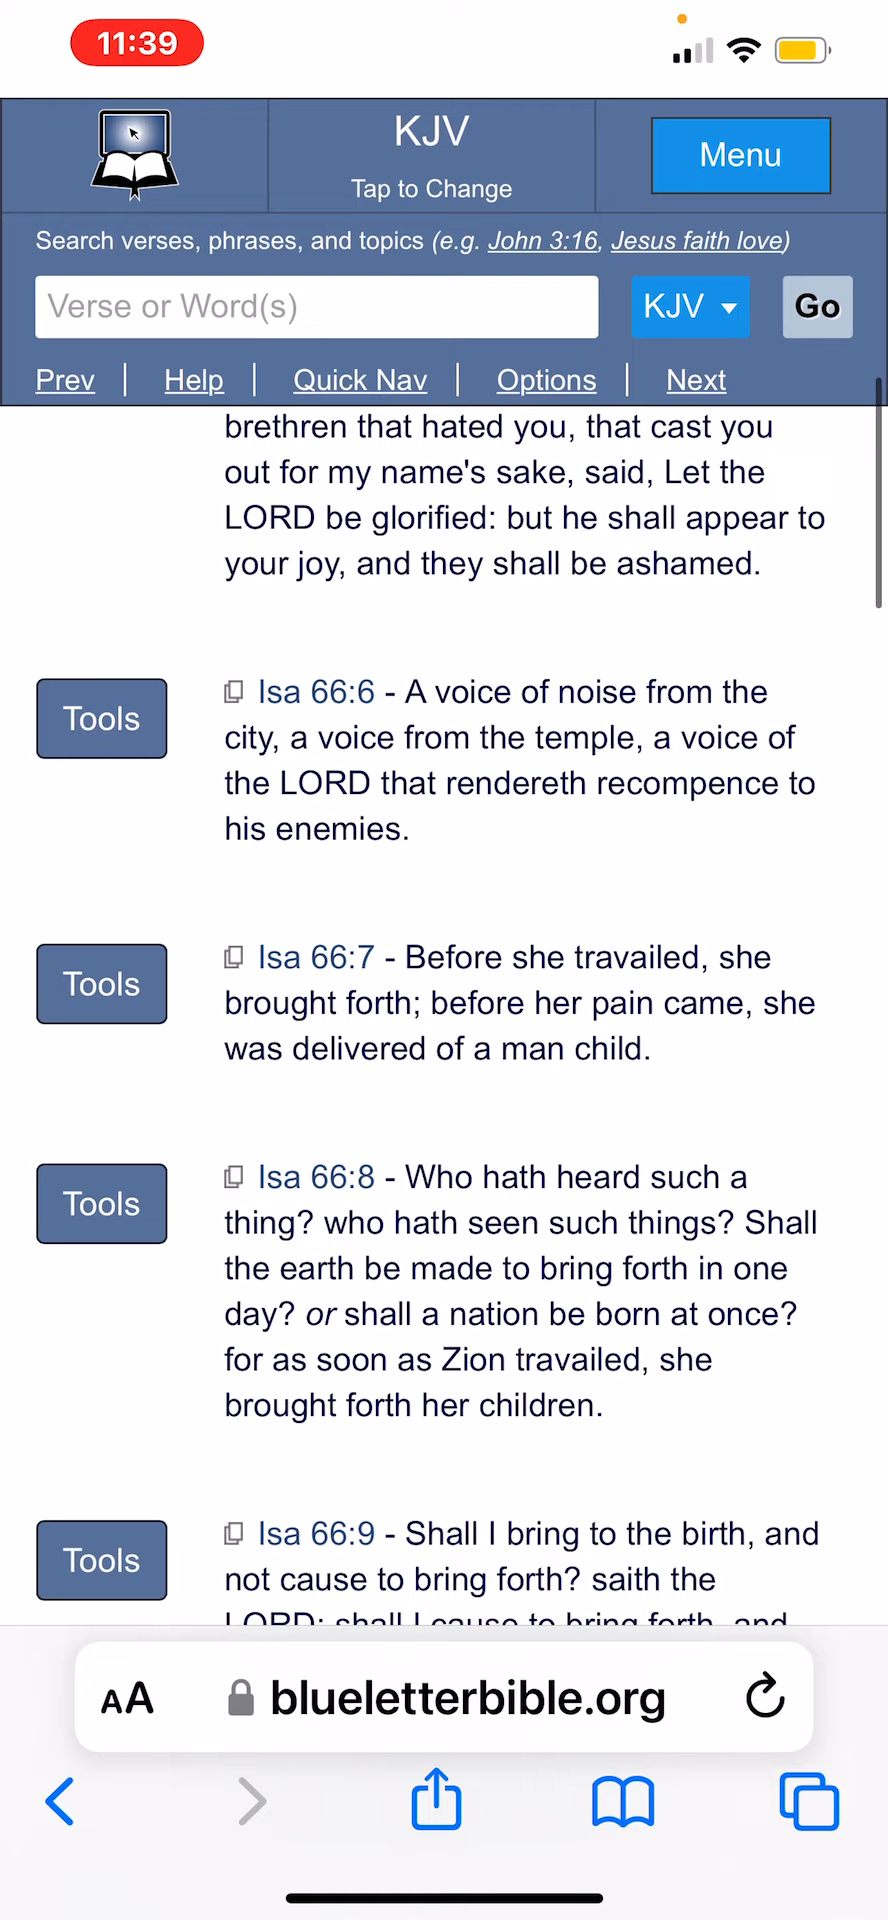 11:39
KJV
Tap to Change
Menu
Search verses, phrases, and topics (e.g. John 3:16, Jesus faith love)
Verse or Word(s)
KJV
Go
Prev | Help | Quick Nav | Options | Next
brethren that hated you, that cast you
out for my name's sake, said, Let the
LORD be glorified: but he shall appear to
your joy, and they shall be ashamed.
Tools
Isa 66:6 - A voice of noise from the
city, a voice from the temple, a voice of
the LORD that rendereth recompence to
his enemies.
Tools
Isa 66:7 - Before she travailed, she
brought forth; before her pain came, she
was delivered of a man child.
Tools
Isa 66:8 - Who hath heard such a
thing? who hath seen such things? Shall
the earth be made to bring forth in one
day? or shall a nation be born at once?
for as soon as Zion travailed, she
brought forth her children.
Tools
Isa 66:9 - Shall I bring to the birth, and
not cause to bring forth? saith the
LORD: shall I cause to bring forth, and
AA
blueletterbible.org